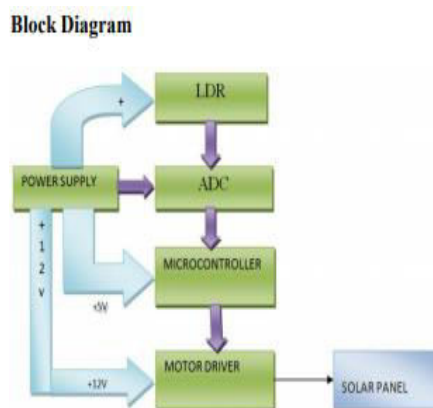 Block Diagram
+
LDR
POWER SUPPLY
ADC
+
1
2
v
MICROCONTROLLER
+5V
MOTOR DRIVER
+12V
SOLAR PANEL